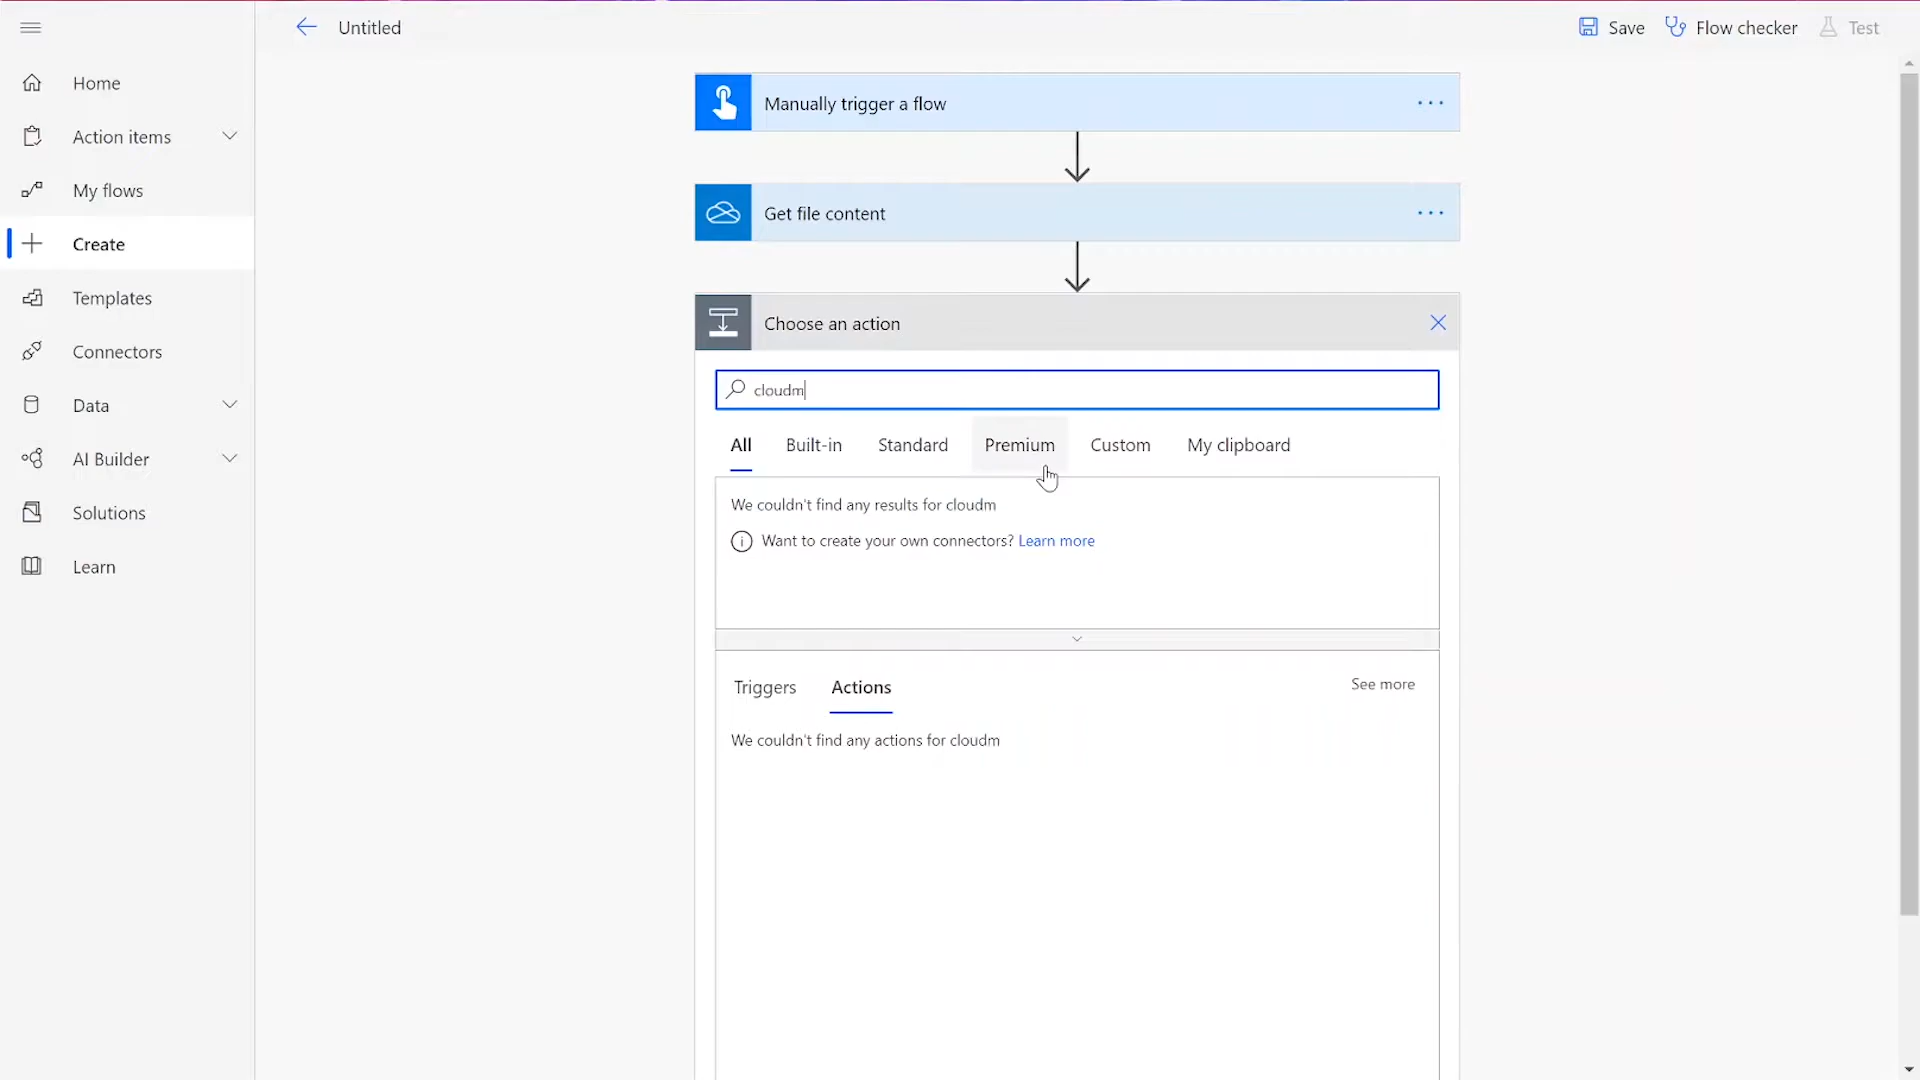 Untitled
Save
Flow checker
Test
Home
Action items
My flows
Create
Templates
Connectors
Data
AI Builder
Solutions
Learn
Manually trigger a flow
Get file content
Choose an action
cloudm
All
Built-in
Standard
Premium
Custom
My clipboard
We couldn't find any results for cloudm
Want to create your own connectors? Learn more
Triggers
Actions
See more
We couldn't find any actions for cloudm